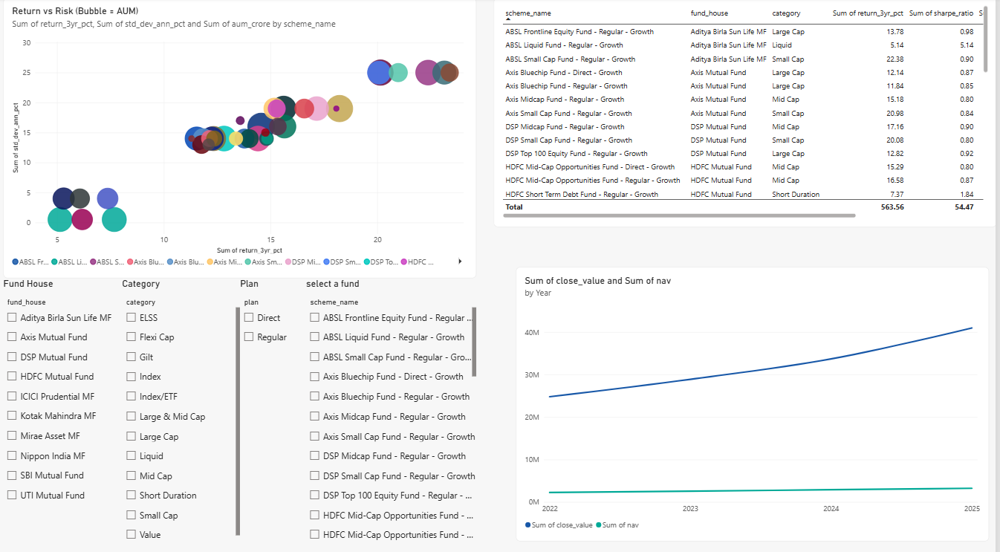 Return vs Risk (Bubble = AUM)
Sum of return_3yr_pct, Sum of std_dev_ann_pct and Sum of aum_crore by scheme_name
Sum of std_dev_ann_pct
30
25
20
15
10
5
0
5 10 15 20
Sum of return_3yr_pct
ABSL Fr... ABSL Li... ABSL S... Axis Blu... Axis Blu... Axis Mi... Axis Sm... DSP Mi... DSP Sm... DSP To... HDFC ...
scheme_name fund_house category Sum of return_3yr_pct Sum of sharpe_ratio S
ABSL Frontline Equity Fund - Regular - Growth Aditya Birla Sun Life MF Large Cap 13.78 0.98
ABSL Liquid Fund - Regular - Growth Aditya Birla Sun Life MF Liquid 5.14 5.14
ABSL Small Cap Fund - Regular - Growth Aditya Birla Sun Life MF Small Cap 22.38 0.90
Axis Bluechip Fund - Direct - Growth Axis Mutual Fund Large Cap 12.14 0.87
Axis Bluechip Fund - Regular - Growth Axis Mutual Fund Large Cap 11.84 0.85
Axis Midcap Fund - Regular - Growth Axis Mutual Fund Mid Cap 15.18 0.80
Axis Small Cap Fund - Regular - Growth Axis Mutual Fund Small Cap 20.98 0.84
DSP Midcap Fund - Regular - Growth DSP Mutual Fund Mid Cap 17.16 0.90
DSP Small Cap Fund - Regular - Growth DSP Mutual Fund Small Cap 20.08 0.80
DSP Top 100 Equity Fund - Regular - Growth DSP Mutual Fund Large Cap 12.82 0.92
HDFC Mid-Cap Opportunities Fund - Direct - Growth HDFC Mutual Fund Mid Cap 15.29 0.80
HDFC Mid-Cap Opportunities Fund - Regular - Growth HDFC Mutual Fund Mid Cap 16.58 0.87
HDFC Short Term Debt Fund - Regular - Growth HDFC Mutual Fund Short Duration 7.37 1.84
Total 563.56 54.47
Fund House
fund_house
Aditya Birla Sun Life MF
Axis Mutual Fund
DSP Mutual Fund
HDFC Mutual Fund
ICICI Prudential MF
Kotak Mahindra MF
Mirae Asset MF
Nippon India MF
SBI Mutual Fund
UTI Mutual Fund
Category
category
ELSS
Flexi Cap
Gilt
Index
Index/ETF
Large & Mid Cap
Large Cap
Liquid
Mid Cap
Short Duration
Small Cap
Value
Plan
plan
Direct
Regular
select a fund
scheme_name
ABSL Frontline Equity Fund - Regular ...
ABSL Liquid Fund - Regular - Growth
ABSL Small Cap Fund - Regular - Gro...
Axis Bluechip Fund - Direct - Growth
Axis Bluechip Fund - Regular - Growth
Axis Midcap Fund - Regular - Growth
Axis Small Cap Fund - Regular - Growth
DSP Midcap Fund - Regular - Growth
DSP Small Cap Fund - Regular - Growth
DSP Top 100 Equity Fund - Regular - ...
HDFC Mid-Cap Opportunities Fund - ...
HDFC Mid-Cap Opportunities Fund - ...
Sum of close_value and Sum of nav
by Year
40M
30M
20M
10M
0M
2022 2023 2024 2025
Sum of close_value Sum of nav